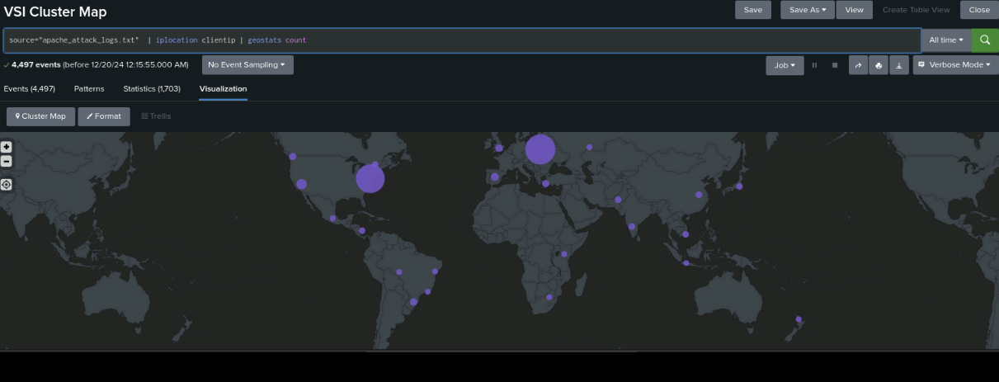 VSI Cluster Map
Save
Save As
View
Create Table View
Close
source="apache_attack_logs.txt" | iplocation clientip | geostats count
All time
✓ 4,497 events (before 12/20/24 12:15:55.000 AM)
No Event Sampling
Job
Verbose Mode
Events (4,497)
Patterns
Statistics (1,703)
Visualization
Cluster Map
Format
Trellis
+
−